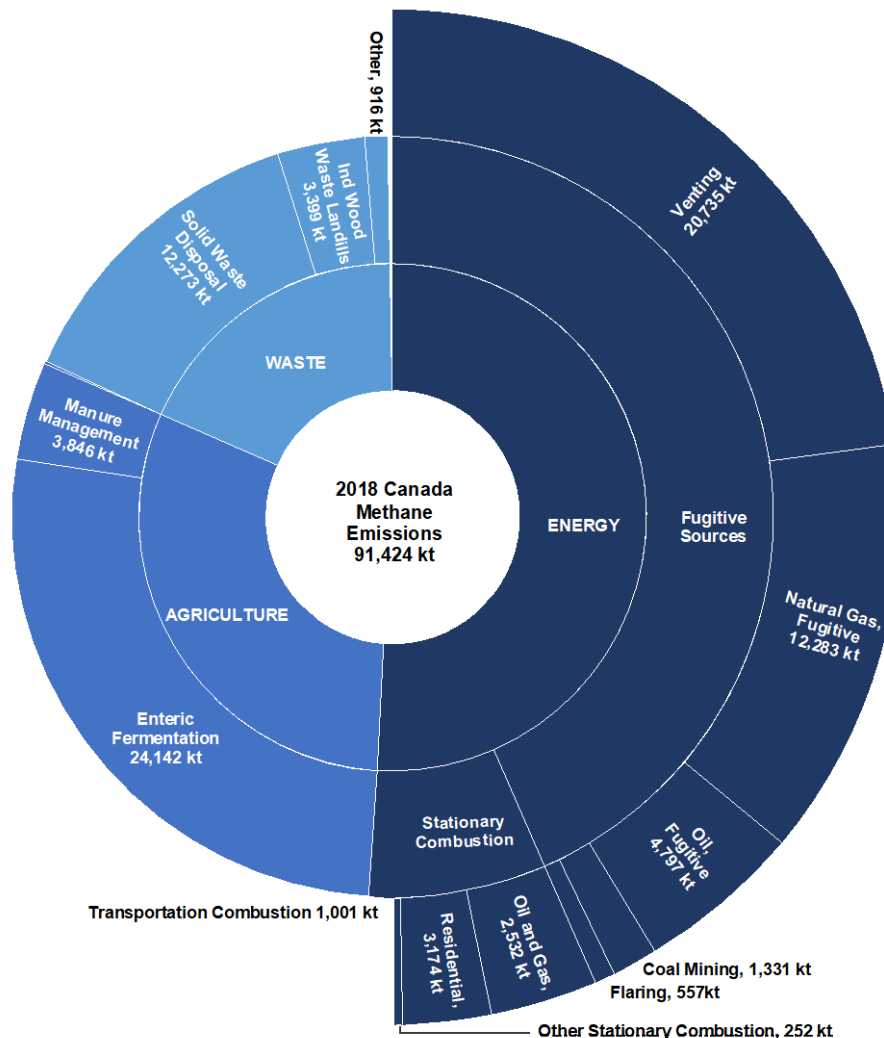 Other, 916 kt
Venting
20,735 kt
Ind Wood
Waste Landills
3,399 kt
Solid Waste
Disposal
12,273 kt
WASTE
Manure
Management
3,846 kt
2018 Canada
Methane
Emissions
91,424 kt
ENERGY
Fugitive
Sources
Natural Gas,
Fugitive
12,283 kt
AGRICULTURE
Enteric
Fermentation
24,142 kt
Stationary
Combustion
Oil,
Fugitive
4,797 kt
Transportation Combustion 1,001 kt
Residential,
3,174 kt
Oil and Gas,
2,532 kt
Coal Mining, 1,331 kt
Flaring, 557kt
Other Stationary Combustion, 252 kt